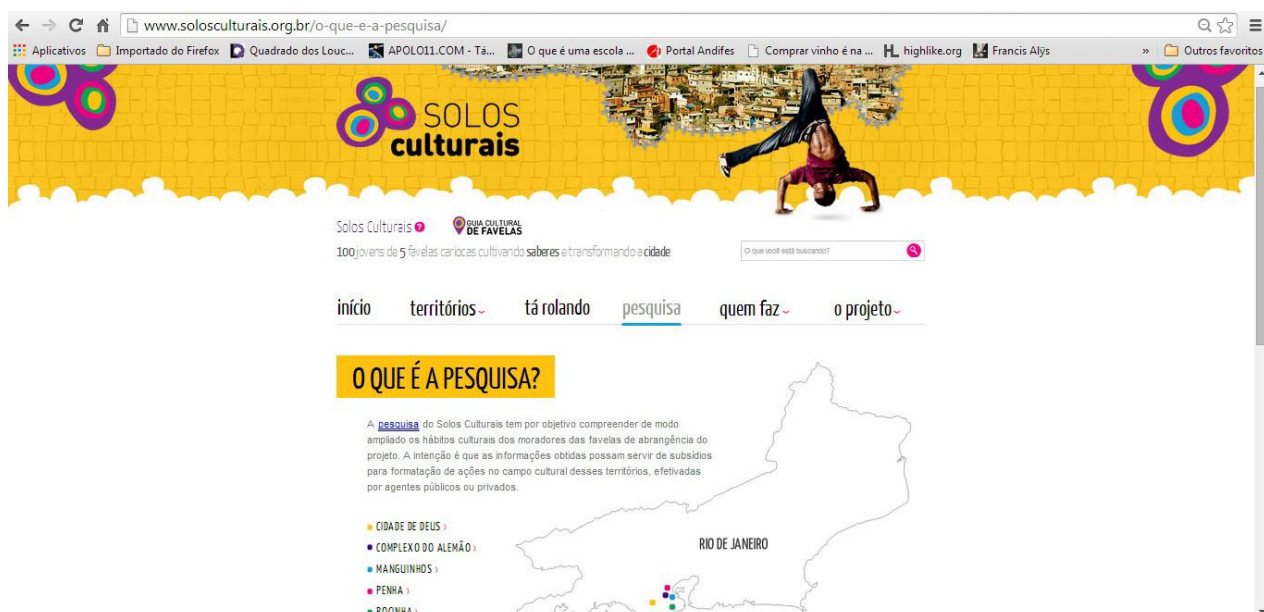 www.solosculturais.org.br/o-que-e-a-pesquisa/
Aplicativos Importado do Firefox Quadrado dos Louc... APOLO11.COM - Tá... O que é uma escola ... Portal Andifes Comprar vinho é na ... HL highlike.org Francis Alÿs » Outros favoritos
SOLOS
culturais
Solos Culturais ? GUIA CULTURAL
DE FAVELAS
100 jovens de 5 favelas cariocas cultivando saberes e transformando a cidade
O que você está buscando?
início territórios tá rolando pesquisa quem faz o projeto
O QUE É A PESQUISA?
A pesquisa do Solos Culturais tem por objetivo compreender de modo
ampliado os hábitos culturais dos moradores das favelas de abrangência do
projeto. A intenção é que as informações obtidas possam servir de subsídios
para formatação de ações no campo cultural desses territórios, efetivadas
por agentes públicos ou privados.
CIDADE DE DEUS ›
COMPLEXO DO ALEMÃO ›
MANGUINHOS ›
PENHA ›
ROCINHA ›
RIO DE JANEIRO